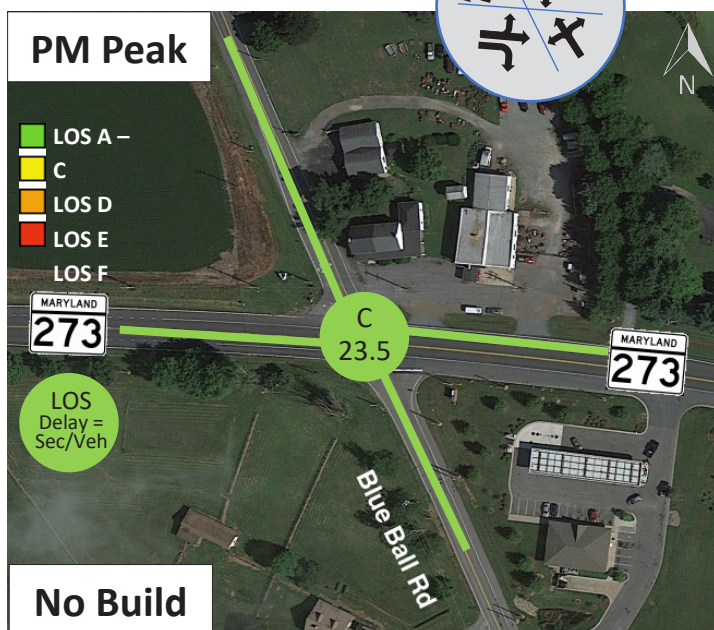 PM Peak
N
LOS A –
C
LOS D
LOS E
LOS F
MARYLAND
273
C
23.5
MARYLAND
273
LOS
Delay =
Sec/Veh
Blue Ball Rd
No Build